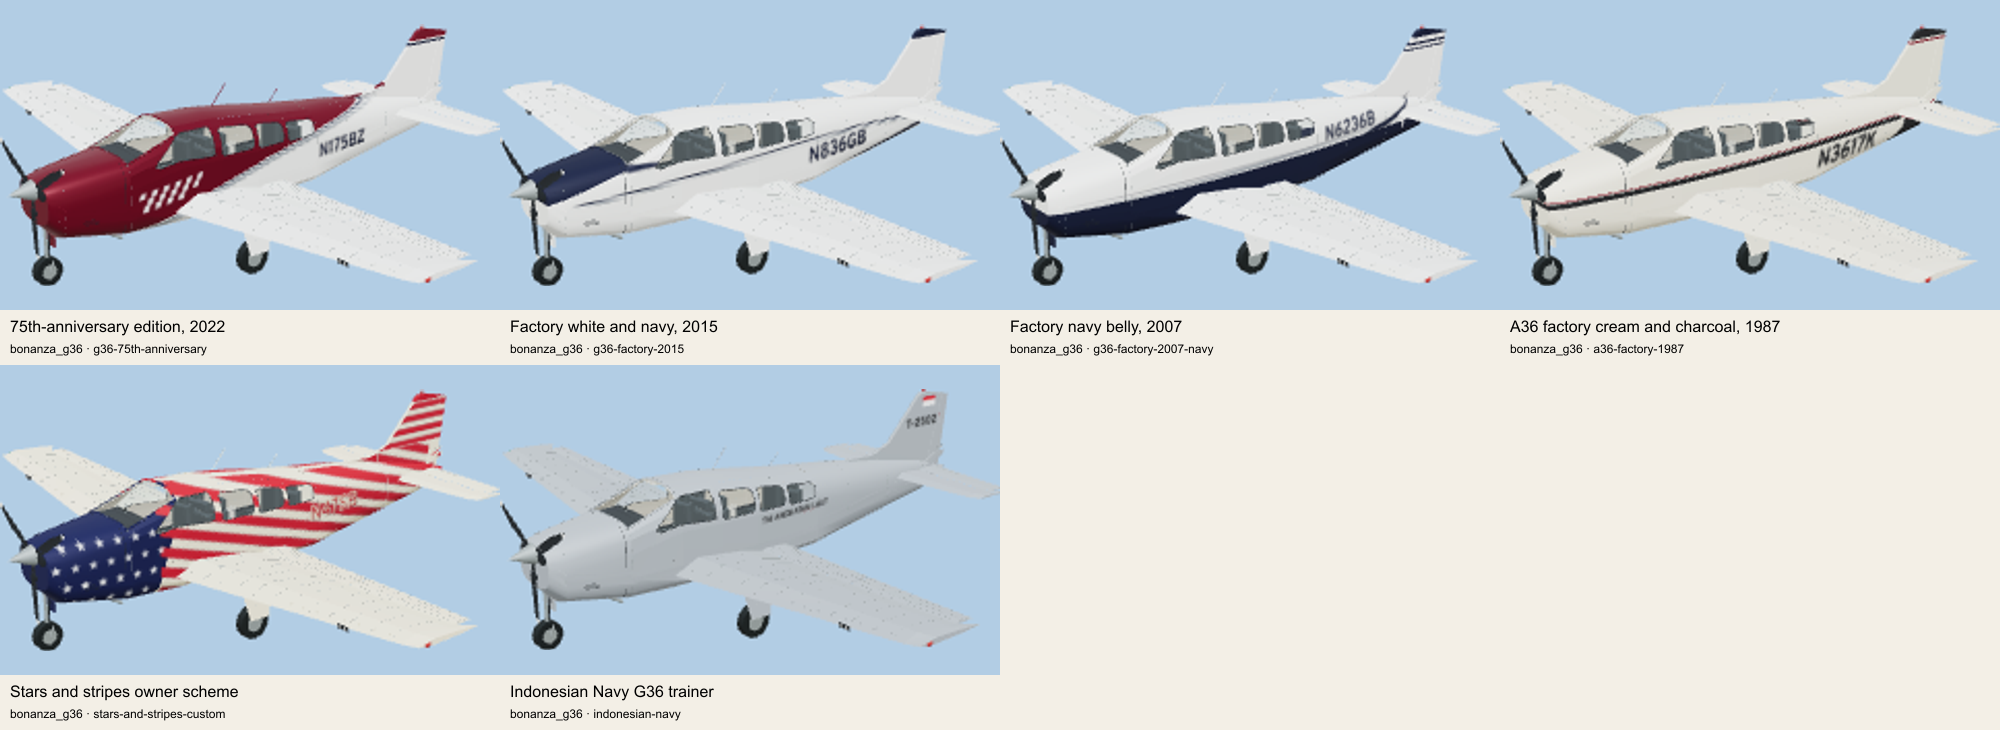 N175BZ
N836GB
N6236B
N3617K
75th-anniversary edition, 2022
Factory white and navy, 2015
Factory navy belly, 2007
A36 factory cream and charcoal, 1987
bonanza_g36 · g36-75th-anniversary
bonanza_g36 · g36-factory-2015
bonanza_g36 · g36-factory-2007-navy
bonanza_g36 · a36-factory-1987
Stars and stripes owner scheme
Indonesian Navy G36 trainer
bonanza_g36 · stars-and-stripes-custom
bonanza_g36 · indonesian-navy